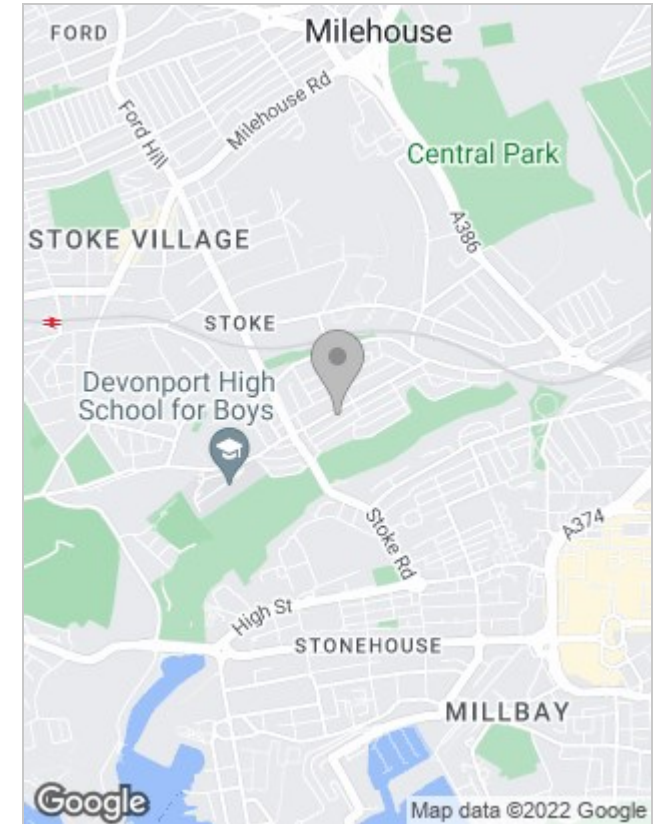 FORD
Milehouse
Milehouse Rd
Ford Hill
Central Park
A386
STOKE VILLAGE
STOKE
Devonport High
School for Boys
Stoke Rd
A374
High St
STONEHOUSE
MILLBAY
Google
Map data ©2022 Google